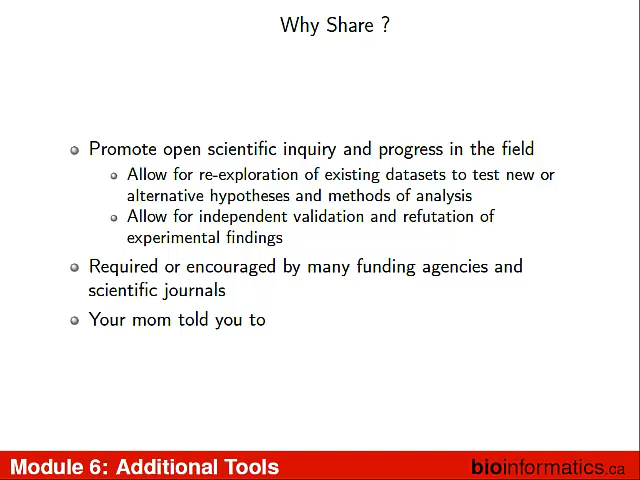 Why Share ?
Promote open scientific inquiry and progress in the field
Allow for re-exploration of existing datasets to test new or
alternative hypotheses and methods of analysis
Allow for independent validation and refutation of
experimental findings
Required or encouraged by many funding agencies and
scientific journals
Your mom told you to
Module 6: Additional Tools
bioinformatics.ca